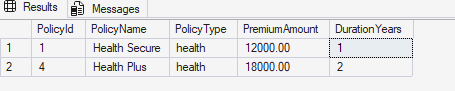 Results Messages
PolicyId PolicyName PolicyType PremiumAmount DurationYears
1 1 Health Secure health 12000.00 1
2 4 Health Plus health 18000.00 2